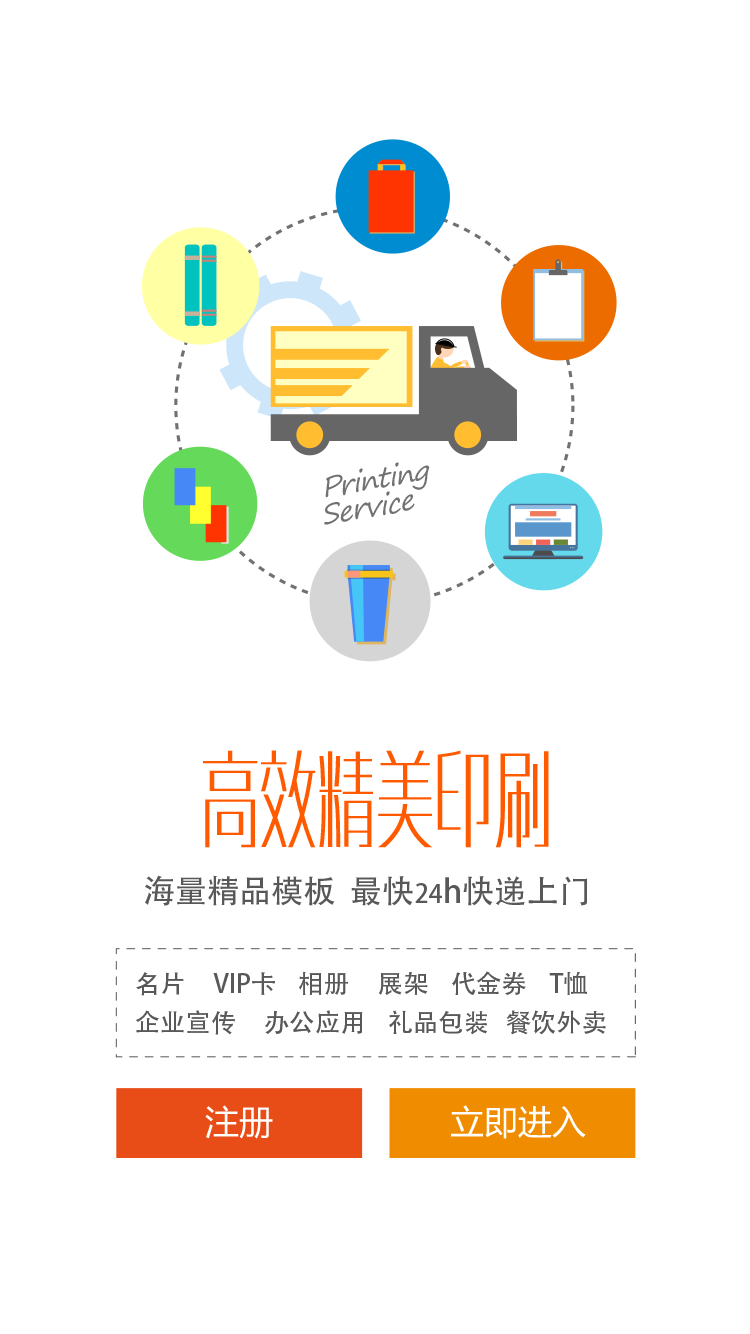 Printing
Service
高效精美印刷
海量精品模板 最快24h快递上门
名片 VIP卡 相册 展架 代金券 T恤
企业宣传 办公应用 礼品包装 餐饮外卖
注册 立即进入